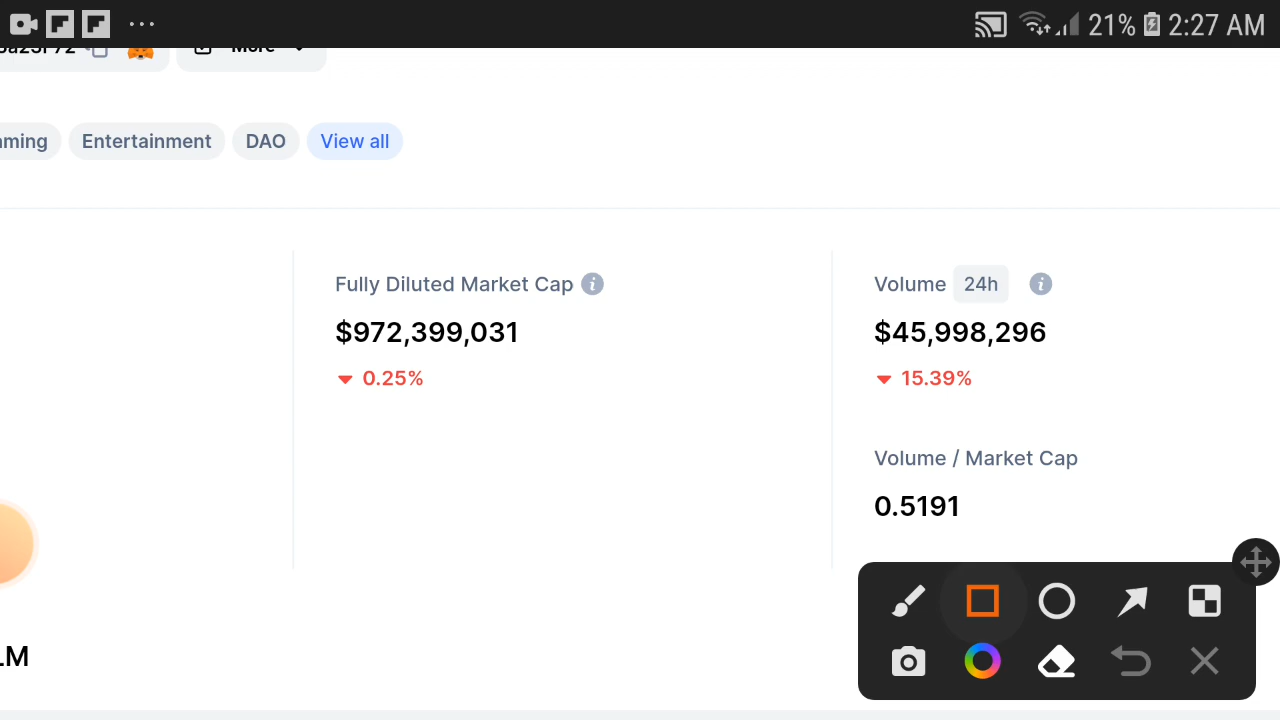 21% 2:27 AM
More
Entertainment DAO View all
Fully Diluted Market Cap
$972,399,031
0.25%
Volume 24h
$45,998,296
15.39%
Volume / Market Cap
0.5191